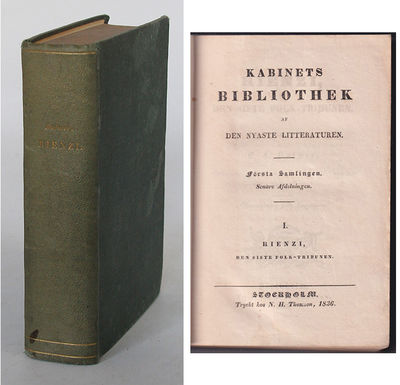 RIENZI.
KABINETS
BIBLIOTHEK
AF
DEN NYASTE LITTERATUREN.
Första Samlingen.
Senare Afdelningen.
I.
RIENZI,
DEN SISTE FOLK-TRIBUNEN.
STOCKHOLM.
Tryckt hos N. H. Thomson, 1836.